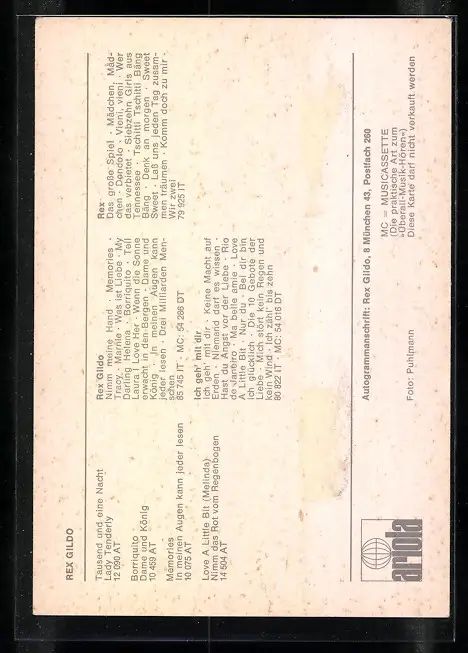 REX GILDO
Tausend und eine Nacht
Lady Tenderly
12 090 AT
Borriquito
Dame und König
10 459 AT
Memories
In meinen Augen kann jeder lesen
10 075 AT
Love A Little Bit (Melinda)
Nimm das Rot vom Regenbogen
14 504 AT
Rex Gildo
Nimm meine Hand · Memories ·
Tracy · Marnie · Was ist Liebe · My
Darling Helena · Borriquito · Tell
Laura I Love Her · Wenn die Sonne
erwacht in den Bergen · Dame und
König · In meinen Augen kann
jeder lesen · Drei Milliarden Men-
schen
85 745 IT · MC: 54 286 DT
Ich geh' mit dir
Ich geh' mit dir · Keine Macht auf
Erden · Niemand darf es wissen ·
Hast du Angst vor der Liebe · Rio
de Janeiro · Ma belle amie · Love
A Little Bit · Nur du · Bei dir bin
ich glücklich · Die 10 Gebote der
Liebe · Mich stört kein Regen und
kein Wind · Ich zähl' bis zehn
80 822 IT · MC: 54 018 DT
Rex
Das große Spiel · Mädchen, Mäd-
chen · Dondolo · Vieni, vieni · Wer
das verbietet · Siebzehn Girls aus
Tennessee · Tschitti Tschitti Bäng
Bäng · Denk an morgen · Sweet
Sweet · Laß uns jeden Tag zusam-
men träumen · Komm doch zu mir ·
Wir zwei
79 925 IT
ariola
Autogrammanschrift: Rex Gildo, 8 München 43, Postfach 260
MC = MUSICASSETTE
(Die praktische Art zum
»Überall-Musik-Hören«)
Foto: Puhlmann
Diese Karte darf nicht verkauft werden